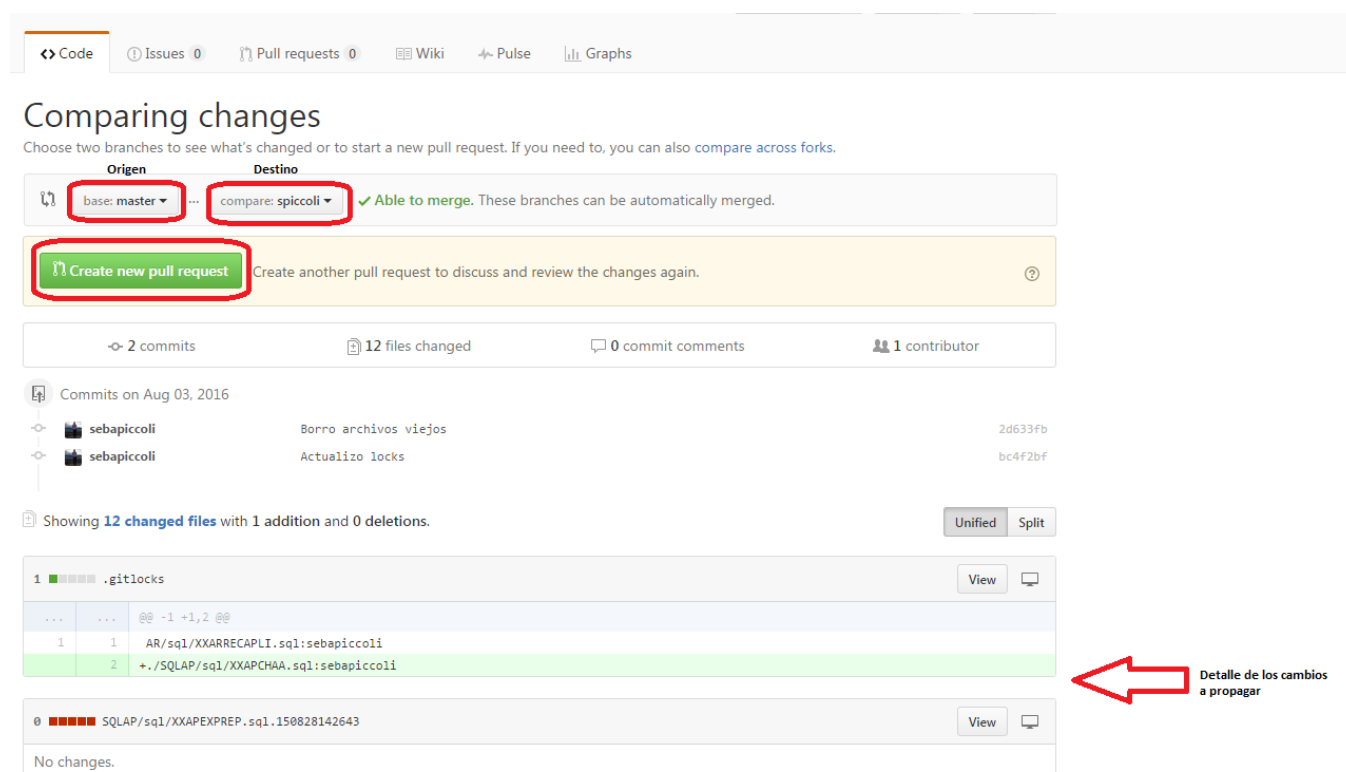 Code Issues 0 Pull requests 0 Wiki Pulse Graphs
Comparing changes
Choose two branches to see what's changed or to start a new pull request. If you need to, you can also compare across forks.
Origen Destino
base: master ... compare: spiccoli Able to merge. These branches can be automatically merged.
Create new pull request Create another pull request to discuss and review the changes again.
2 commits 12 files changed 0 commit comments 1 contributor
Commits on Aug 03, 2016
sebapiccoli Borro archivos viejos 2d633fb
sebapiccoli Actualizo locks bc4f2bf
Showing 12 changed files with 1 addition and 0 deletions. Unified Split
1 .gitlocks View
... ... @@ -1 +1,2 @@
1 1 AR/sql/XXARRECAPLI.sql:sebapiccoli
2 +./SQLAP/sql/XXAPCHAA.sql:sebapiccoli
Detalle de los cambios
a propagar
0 SQLAP/sql/XXAPEXPREP.sql.150828142643 View
No changes.